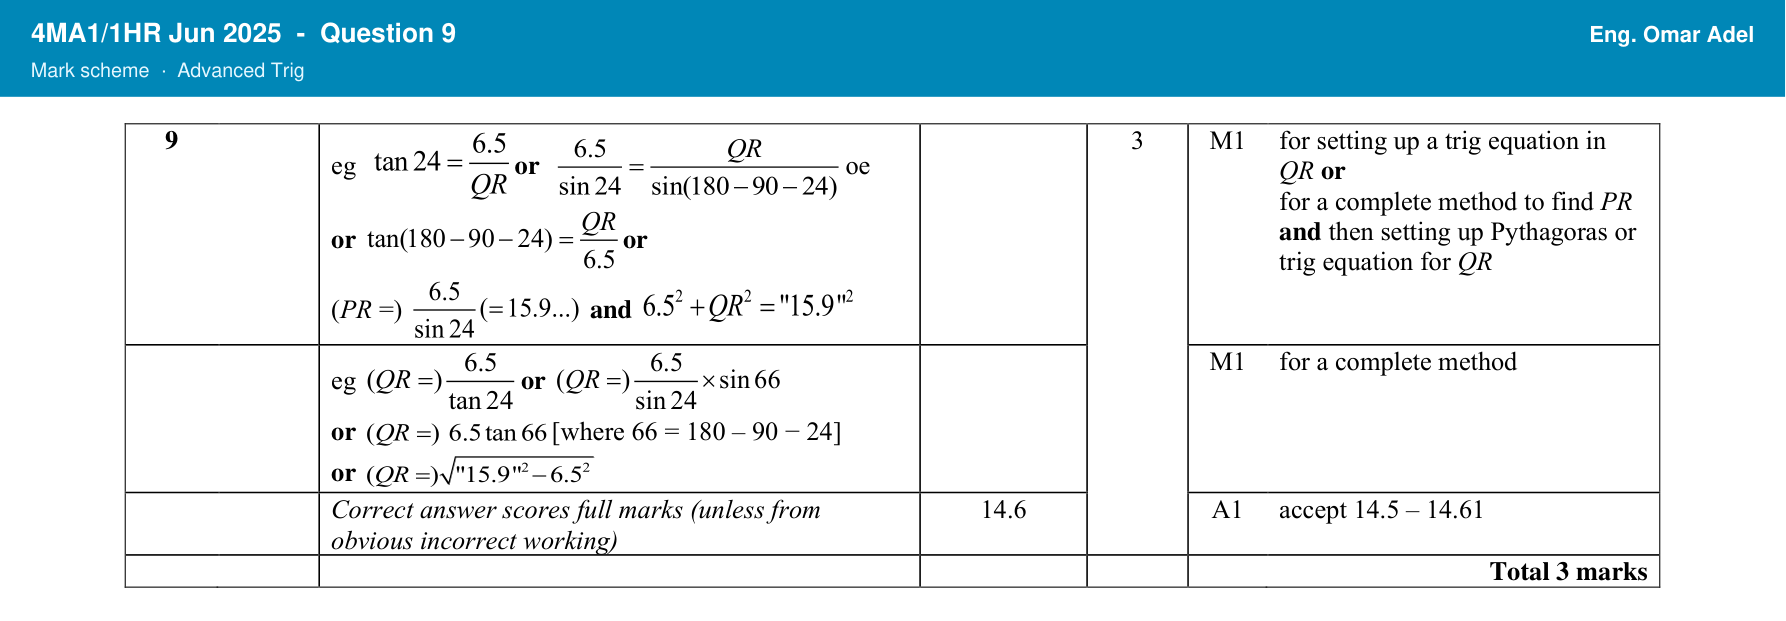 4MA1/1HR Jun 2025 - Question 9
Eng. Omar Adel
Mark scheme · Advanced Trig
9
eg tan 24 = 6.5/QR or 6.5/sin 24 = QR/sin(180 – 90 – 24) oe
or tan(180 – 90 – 24) = QR/6.5 or
(PR =) 6.5/sin 24 (= 15.9...) and 6.5² + QR² = "15.9"²
3
M1 for setting up a trig equation in
QR or
for a complete method to find PR
and then setting up Pythagoras or
trig equation for QR
eg (QR =) 6.5/tan 24 or (QR =) 6.5/sin 24 × sin 66
or (QR =) 6.5 tan 66 [where 66 = 180 – 90 − 24]
or (QR =) √("15.9"² – 6.5²)
M1 for a complete method
Correct answer scores full marks (unless from
obvious incorrect working)
14.6
A1 accept 14.5 – 14.61
Total 3 marks